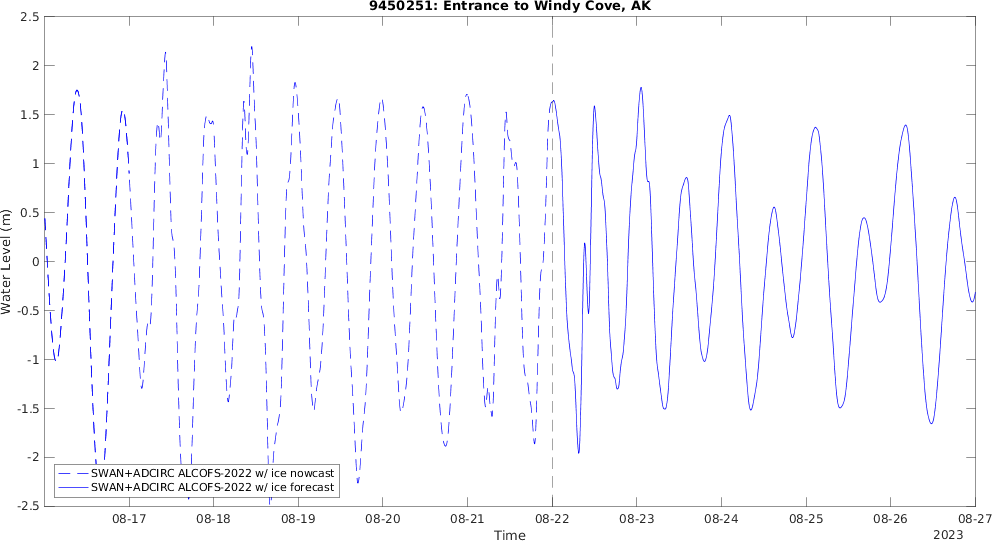 9450251: Entrance to Windy Cove, AK
2.5
2
1.5
1
0.5
0
-0.5
-1
-1.5
-2
-2.5
Water Level (m)
SWAN+ADCIRC ALCOFS-2022 w/ ice nowcast
SWAN+ADCIRC ALCOFS-2022 w/ ice forecast
08-17 08-18 08-19 08-20 08-21 08-22 08-23 08-24 08-25 08-26 08-27
Time
2023